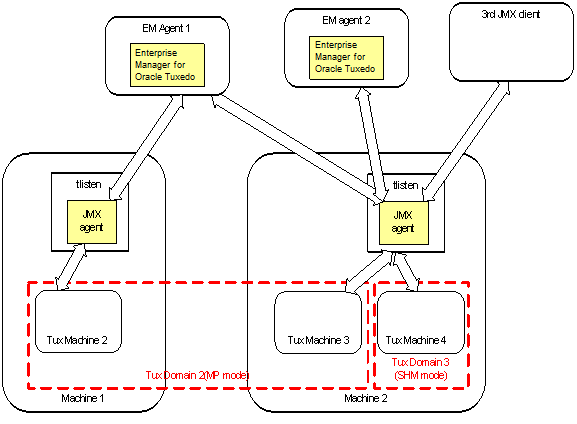 EM Agent 1
Enterprise
Manager for
Oracle Tuxedo
EM agent 2
Enterprise
Manager for
Oracle Tuxedo
3rd JMX client
tlisten
JMX
agent
tlisten
JMX
agent
Tux Machine 2
Tux Machine 3
Tux Machine 4
Tux Domain 2(MP mode)
Tux Domain 3
(SHM mode)
Machine 1
Machine 2